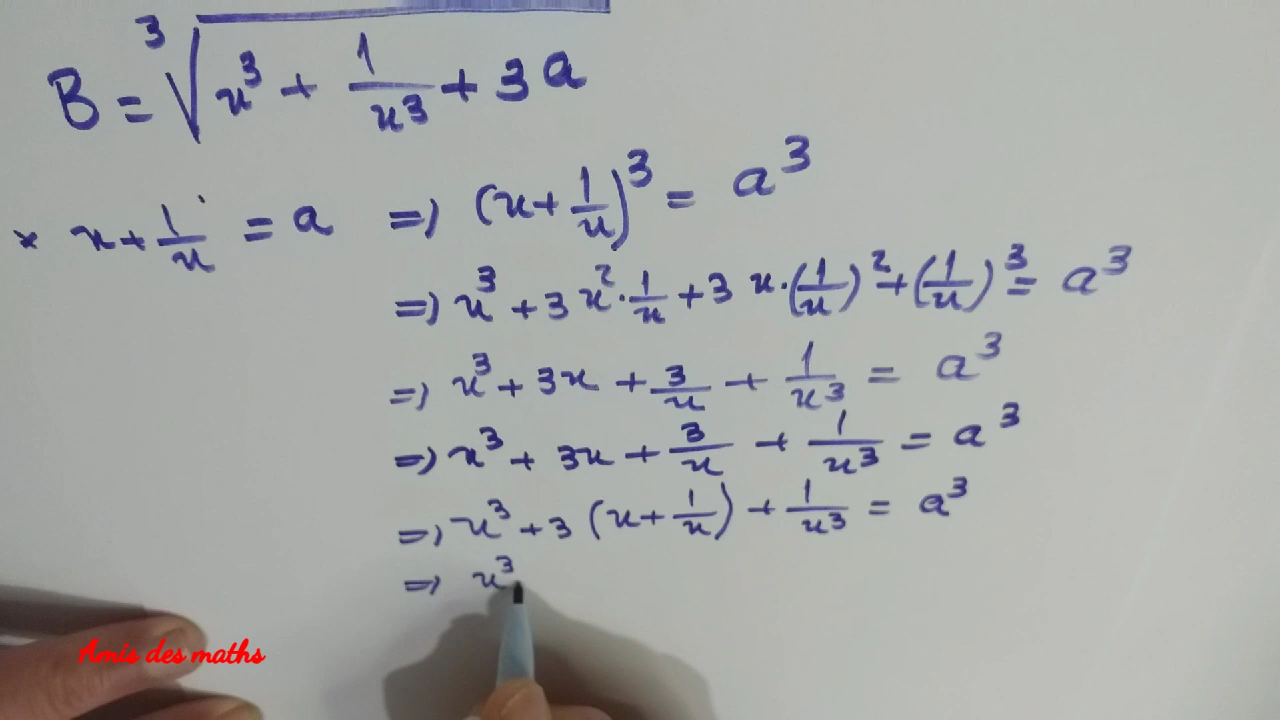 B = ∛(x³ + 1/x³ + 3a)
* x + 1/x = a ⇒ (x + 1/x)³ = a³
⇒ x³ + 3x² · 1/x + 3x · (1/x)² + (1/x)³ = a³
⇒ x³ + 3x + 3/x + 1/x³ = a³
⇒ x³ + 3x + 3/x + 1/x³ = a³
⇒ x³ + 3(x + 1/x) + 1/x³ = a³
⇒ x³
Amis des maths